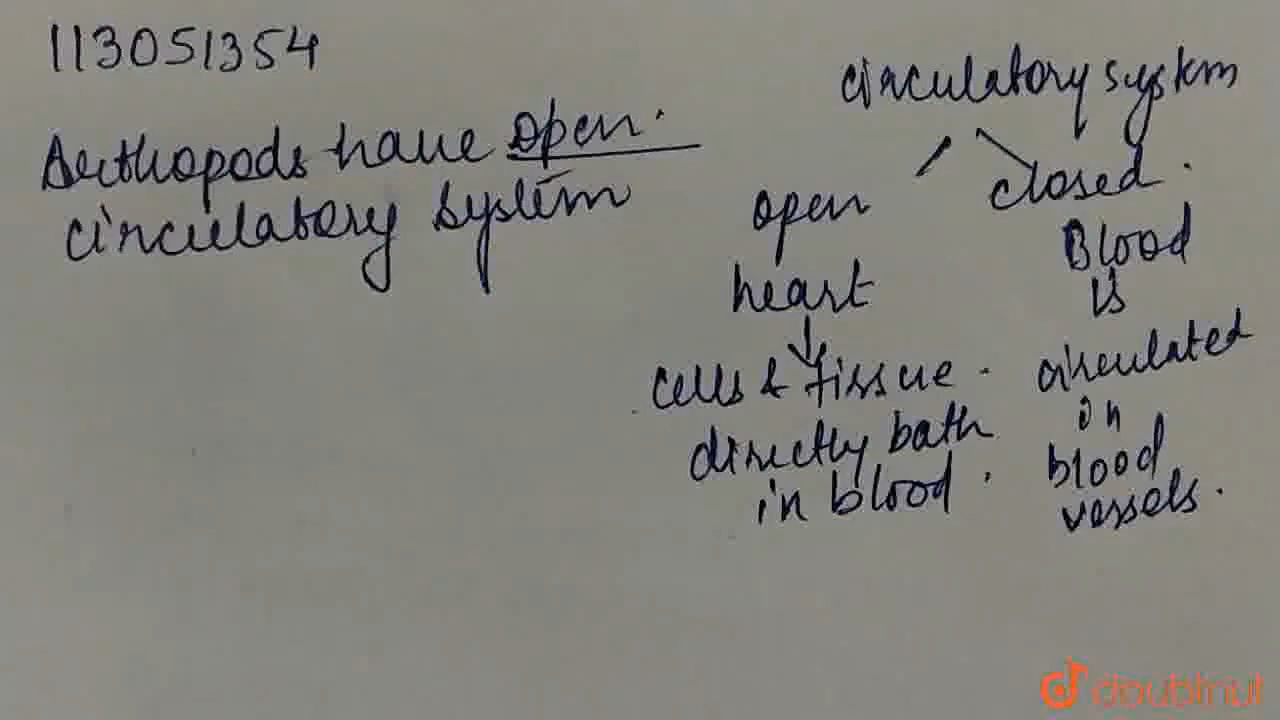 113051354
Arthopods have open.
circulatory system
circulatory system
open
heart
cells & tissue.
directly bath
in blood.
closed.
Blood
is
circulated
in
blood
vessels.
doubtnut